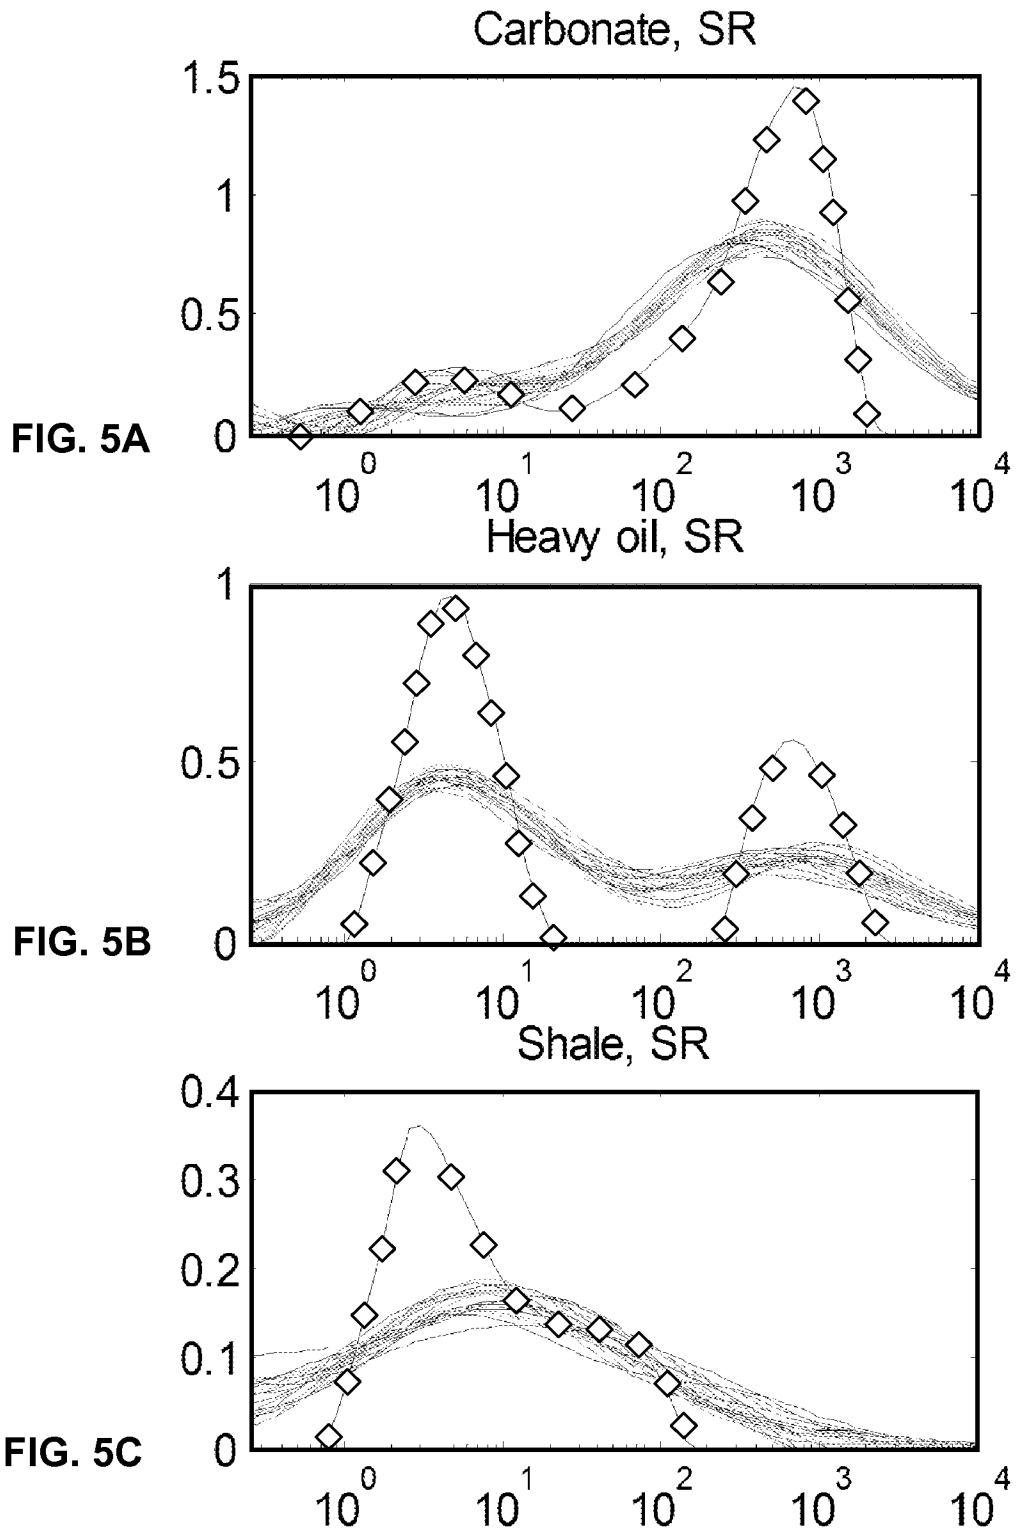 Carbonate, SR
1.5
1
0.5
0
FIG. 5A
10^0 10^1 10^2 10^3 10^4
Heavy oil, SR
1
0.5
0
FIG. 5B
10^0 10^1 10^2 10^3 10^4
Shale, SR
0.4
0.3
0.2
0.1
0
FIG. 5C
10^0 10^1 10^2 10^3 10^4